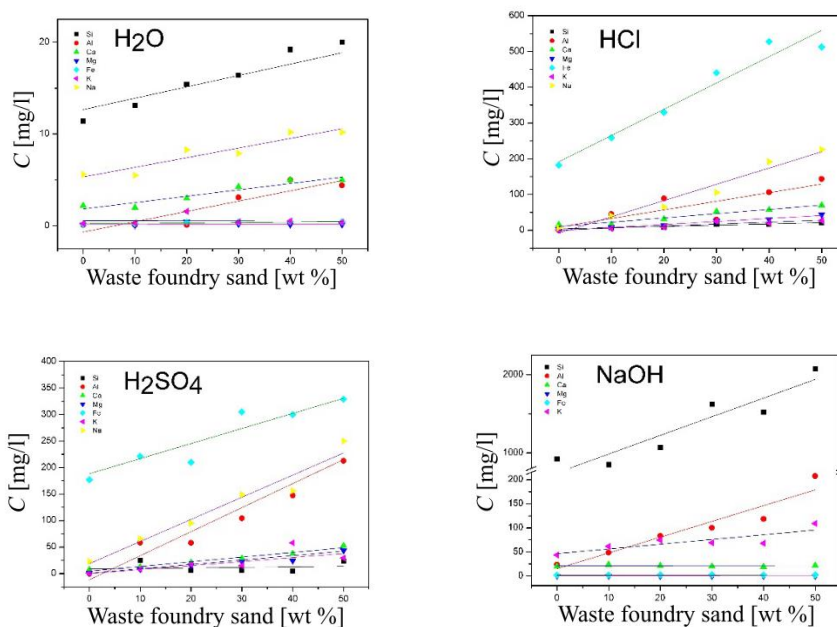 H2O
Si
Al
Ca
Mg
Fe
K
Na
20
10
0
C [mg/l]
0 10 20 30 40 50
Waste foundry sand [wt %]
HCl
Si
Al
Ca
Mg
Fe
K
Na
600
500
400
300
200
100
0
C [mg/l]
0 10 20 30 40 50
Waste foundry sand [wt %]
H2SO4
Si
Al
Ca
Mg
Fe
K
Na
400
350
300
250
200
150
100
50
0
C [mg/l]
0 10 20 30 40 50
Waste foundry sand [wt %]
NaOH
Si
Al
Ca
Mg
Fe
K
2000
1000
200
150
100
50
0
C [mg/l]
0 10 20 30 40 50
Waste foundry sand [wt %]